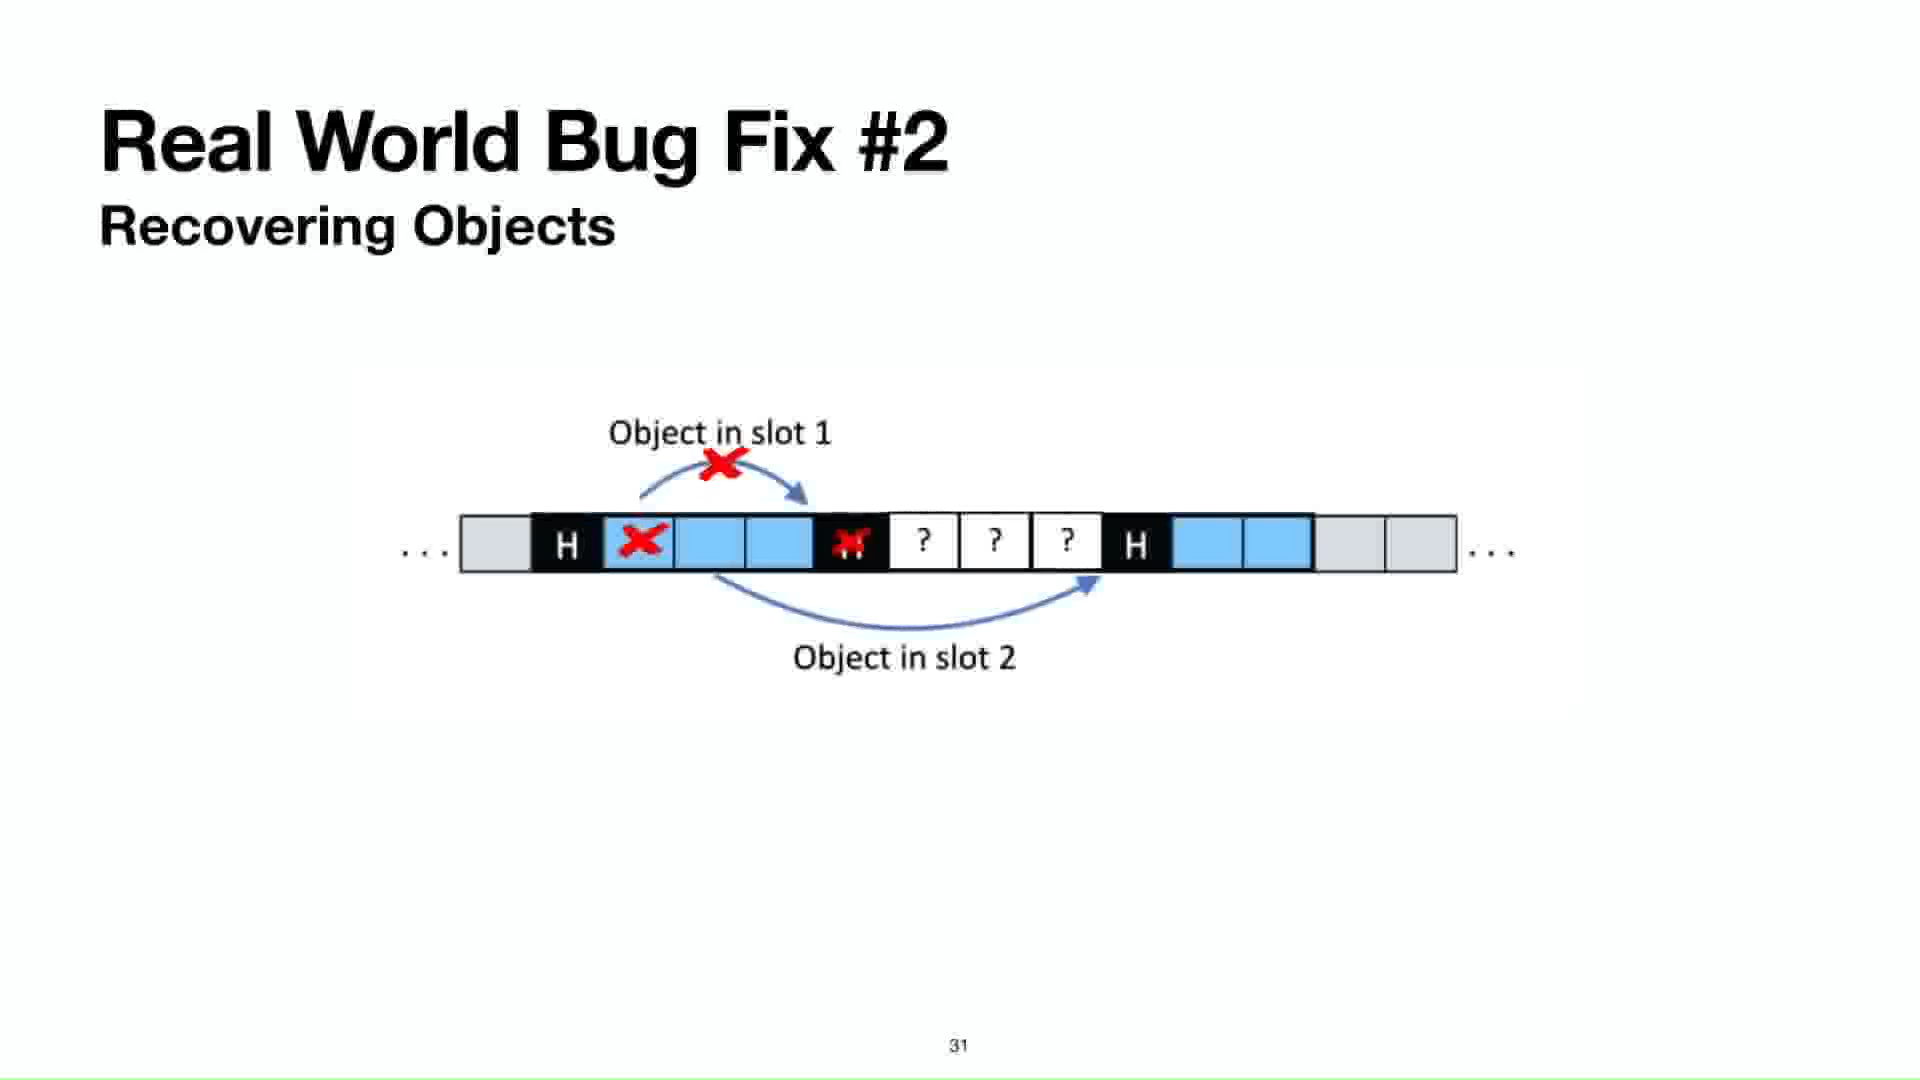 Real World Bug Fix #2
Recovering Objects
Object in slot 1
... H H ? ? ? H ...
Object in slot 2
31